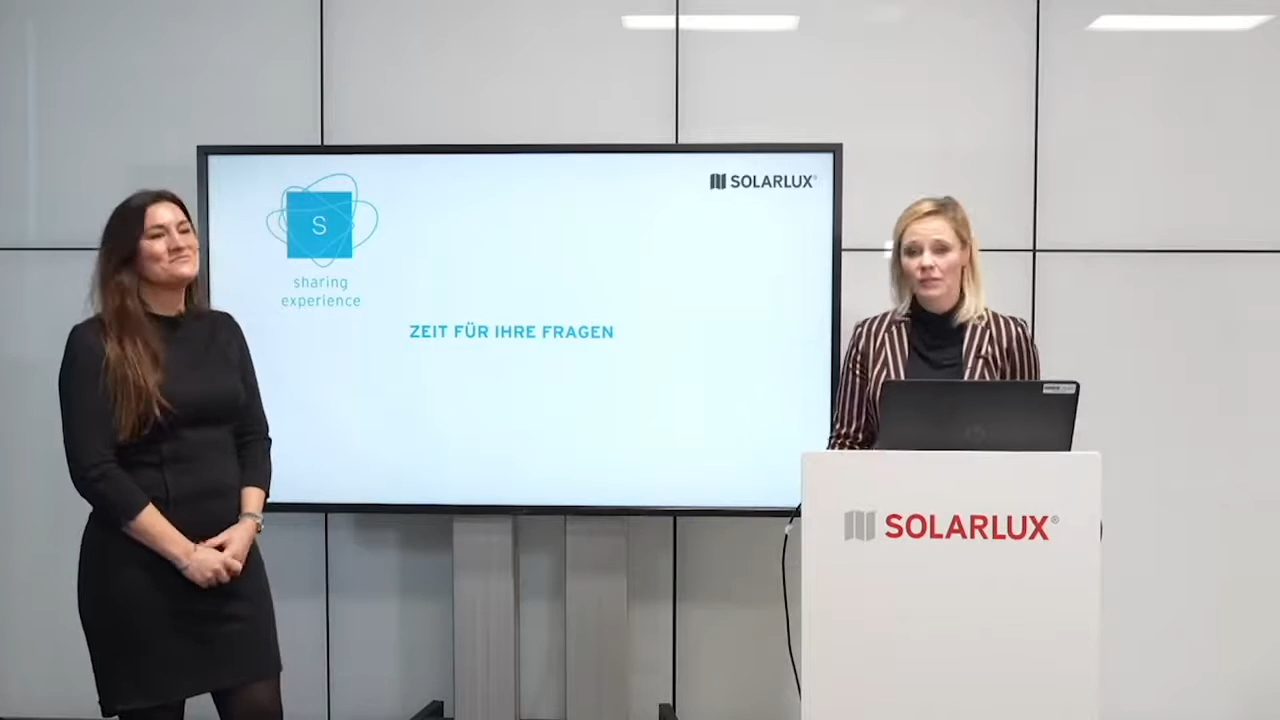 SOLARLUX®
S
sharing
experience
ZEIT FÜR IHRE FRAGEN
SOLARLUX®